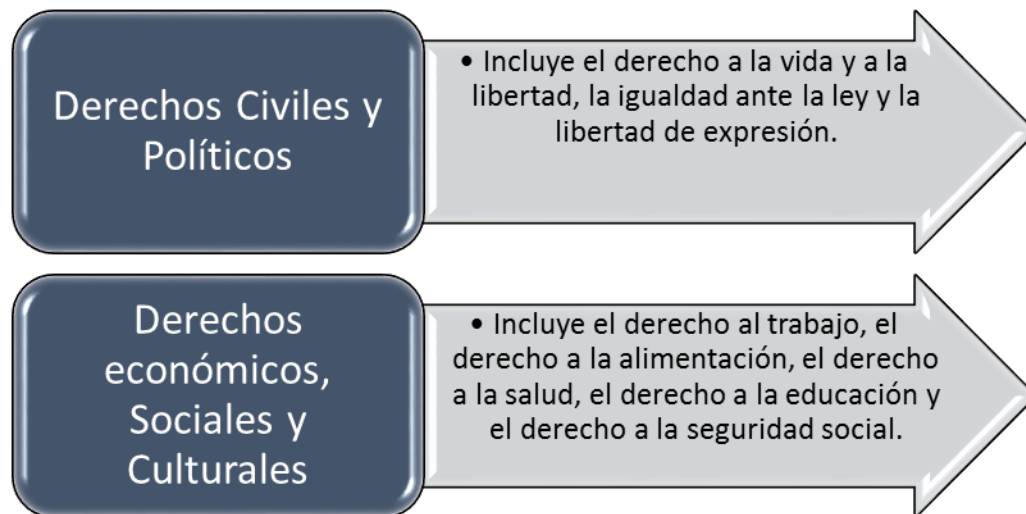 Derechos Civiles y
Políticos
• Incluye el derecho a la vida y a la
libertad, la igualdad ante la ley y la
libertad de expresión.
Derechos
económicos,
Sociales y
Culturales
• Incluye el derecho al trabajo, el
derecho a la alimentación, el derecho
a la salud, el derecho a la educación y
el derecho a la seguridad social.